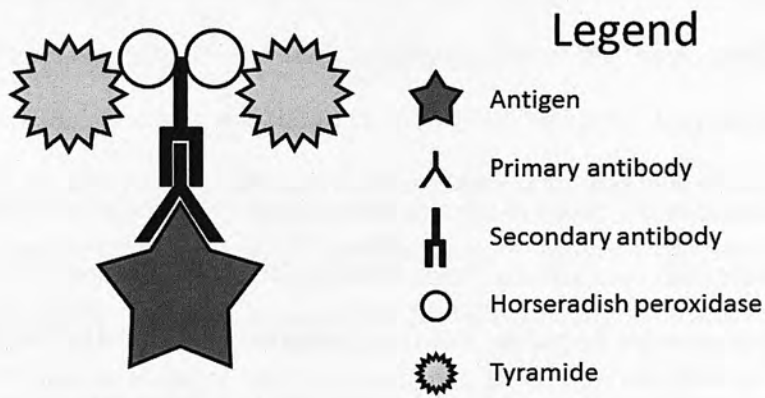 Legend
Antigen
Primary antibody
Secondary antibody
Horseradish peroxidase
Tyramide